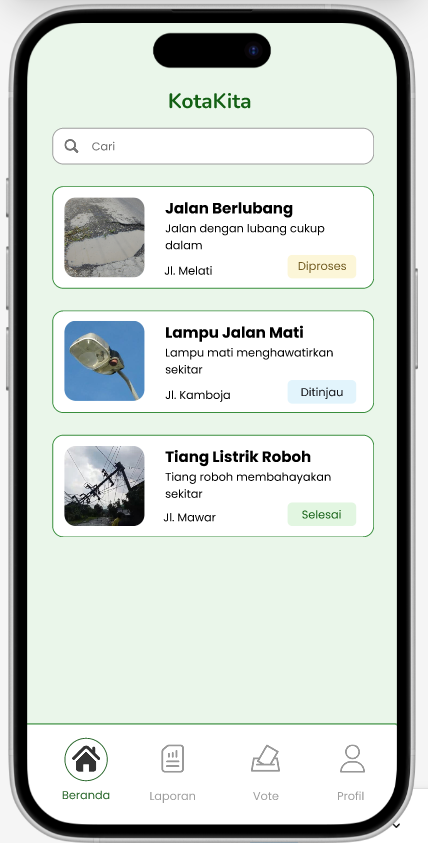 KotaKita
Cari
Jalan Berlubang
Jalan dengan lubang cukup
dalam
Jl. Melati
Diproses
Lampu Jalan Mati
Lampu mati menghawatirkan
sekitar
Jl. Kamboja
Ditinjau
Tiang Listrik Roboh
Tiang roboh membahayakan
sekitar
Jl. Mawar
Selesai
Beranda
Laporan
Vote
Profil